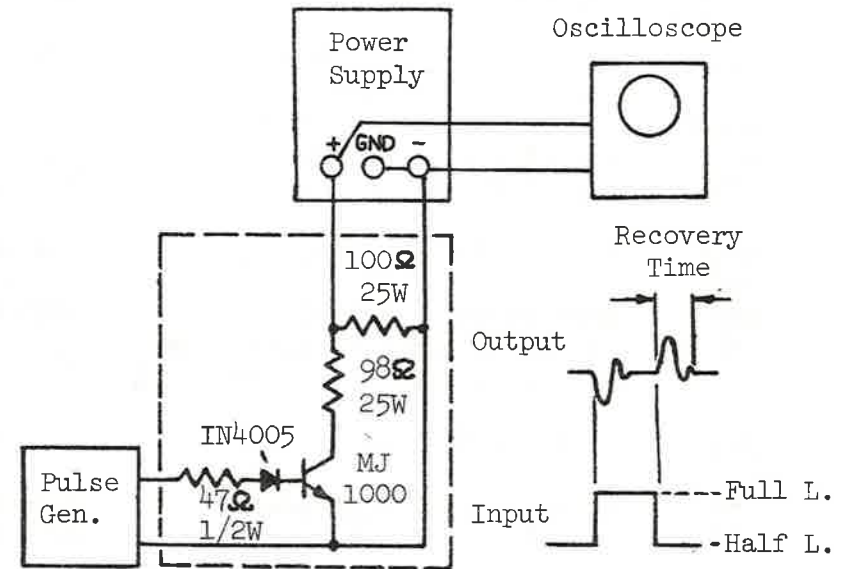 Power
Supply
Oscilloscope
+ GND -
100Ω
25W
98Ω
25W
IN4005
MJ
1000
47Ω
1/2W
Pulse
Gen.
Recovery
Time
Output
Input
Full L.
Half L.